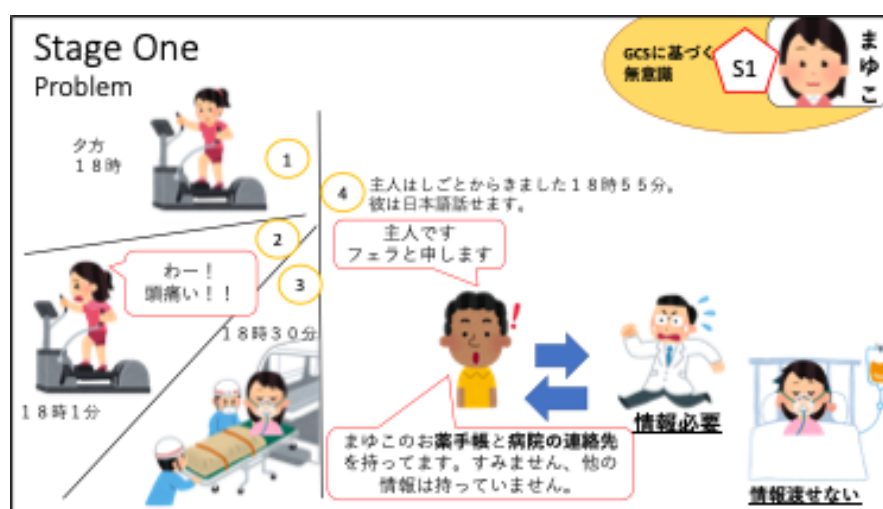 Stage One
Problem
GCSに基づく
無意識
S1
まゆこ
夕方
18時
1
2
わー！
頭痛い！！
18時1分
3
18時30分
4
主人はしごとからきました18時55分。
彼は日本語話せます。
主人です
フェラと申します
まゆこのお薬手帳と病院の連絡先
を持ってます。すみません、他の
情報は持っていません。
情報必要
情報渡せない